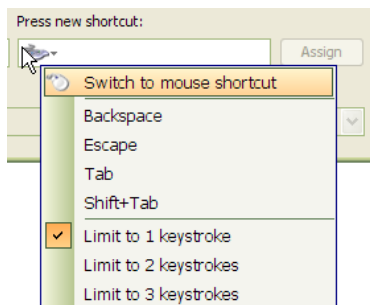 Press new shortcut:
Assign
Switch to mouse shortcut
Backspace
Escape
Tab
Shift+Tab
Limit to 1 keystroke
Limit to 2 keystrokes
Limit to 3 keystrokes